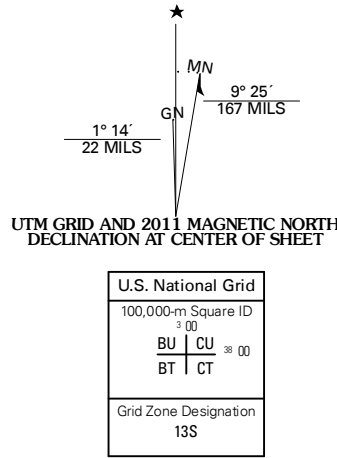 ★
MN
GN
9° 25´
167 MILS
1° 14´
22 MILS
UTM GRID AND 2011 MAGNETIC NORTH
DECLINATION AT CENTER OF SHEET
U.S. National Grid
100,000-m Square ID
3 00
BU CU 38 00
BT CT
Grid Zone Designation
13S